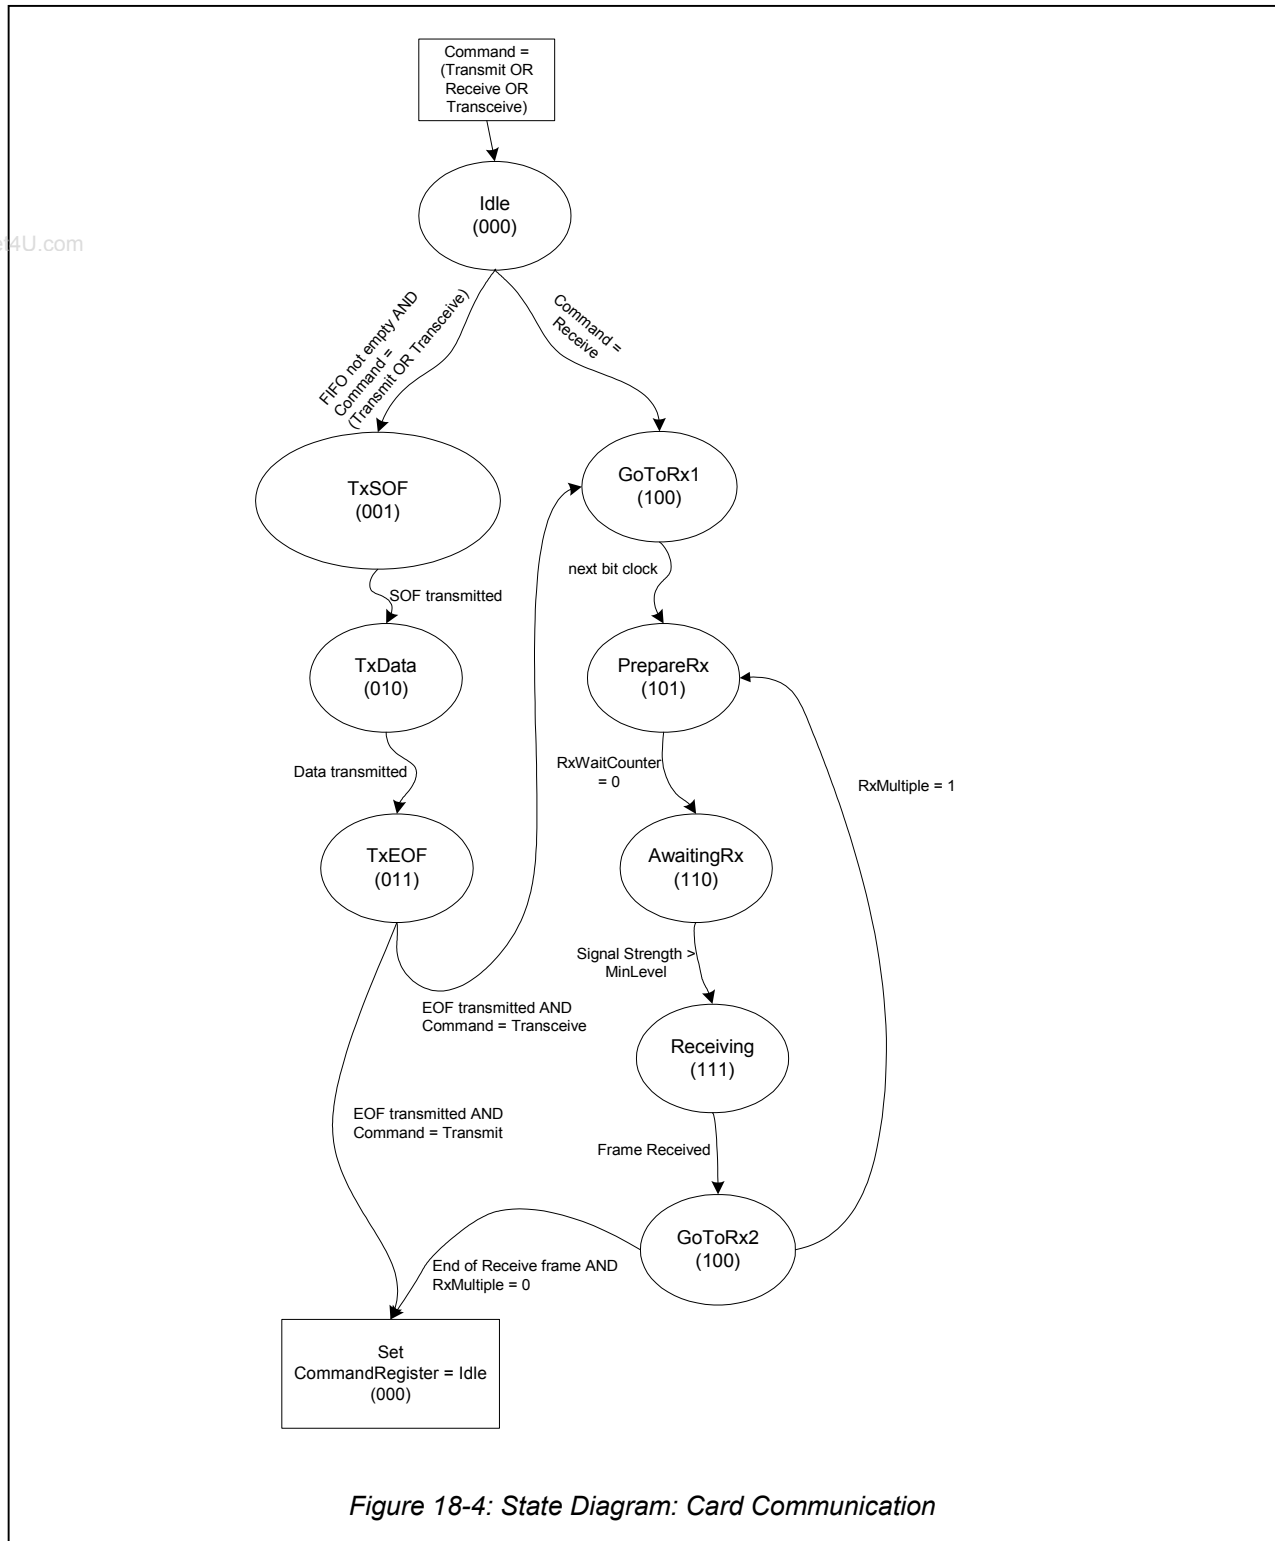 Command =
(Transmit OR
Receive OR
Transceive)
Idle
(000)
et4U.com
FIFO not empty AND
Command =
(Transmit OR Transceive)
Command =
Receive
TxSOF
(001)
GoToRx1
(100)
next bit clock
SOF transmitted
TxData
(010)
PrepareRx
(101)
Data transmitted
RxWaitCounter
= 0
RxMultiple = 1
TxEOF
(011)
AwaitingRx
(110)
Signal Strength >
MinLevel
EOF transmitted AND
Command = Transceive
Receiving
(111)
EOF transmitted AND
Command = Transmit
Frame Received
GoToRx2
(100)
End of Receive frame AND
RxMultiple = 0
Set
CommandRegister = Idle
(000)
Figure 18-4: State Diagram: Card Communication